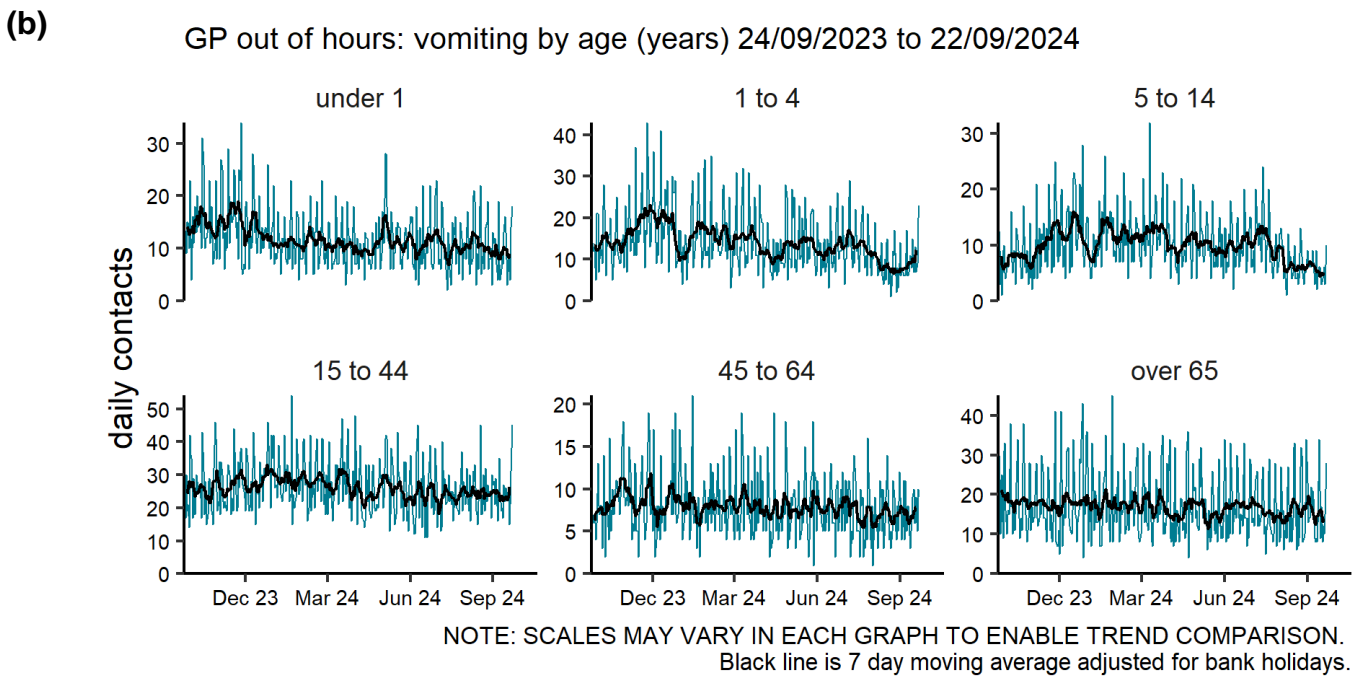 (b)
GP out of hours: vomiting by age (years) 24/09/2023 to 22/09/2024
daily contacts
under 1
1 to 4
5 to 14
30
20
10
0
40
30
20
10
0
30
20
10
0
15 to 44
45 to 64
over 65
50
40
30
20
10
0
20
15
10
5
0
40
30
20
10
0
Dec 23 Mar 24 Jun 24 Sep 24
Dec 23 Mar 24 Jun 24 Sep 24
Dec 23 Mar 24 Jun 24 Sep 24
NOTE: SCALES MAY VARY IN EACH GRAPH TO ENABLE TREND COMPARISON.
Black line is 7 day moving average adjusted for bank holidays.